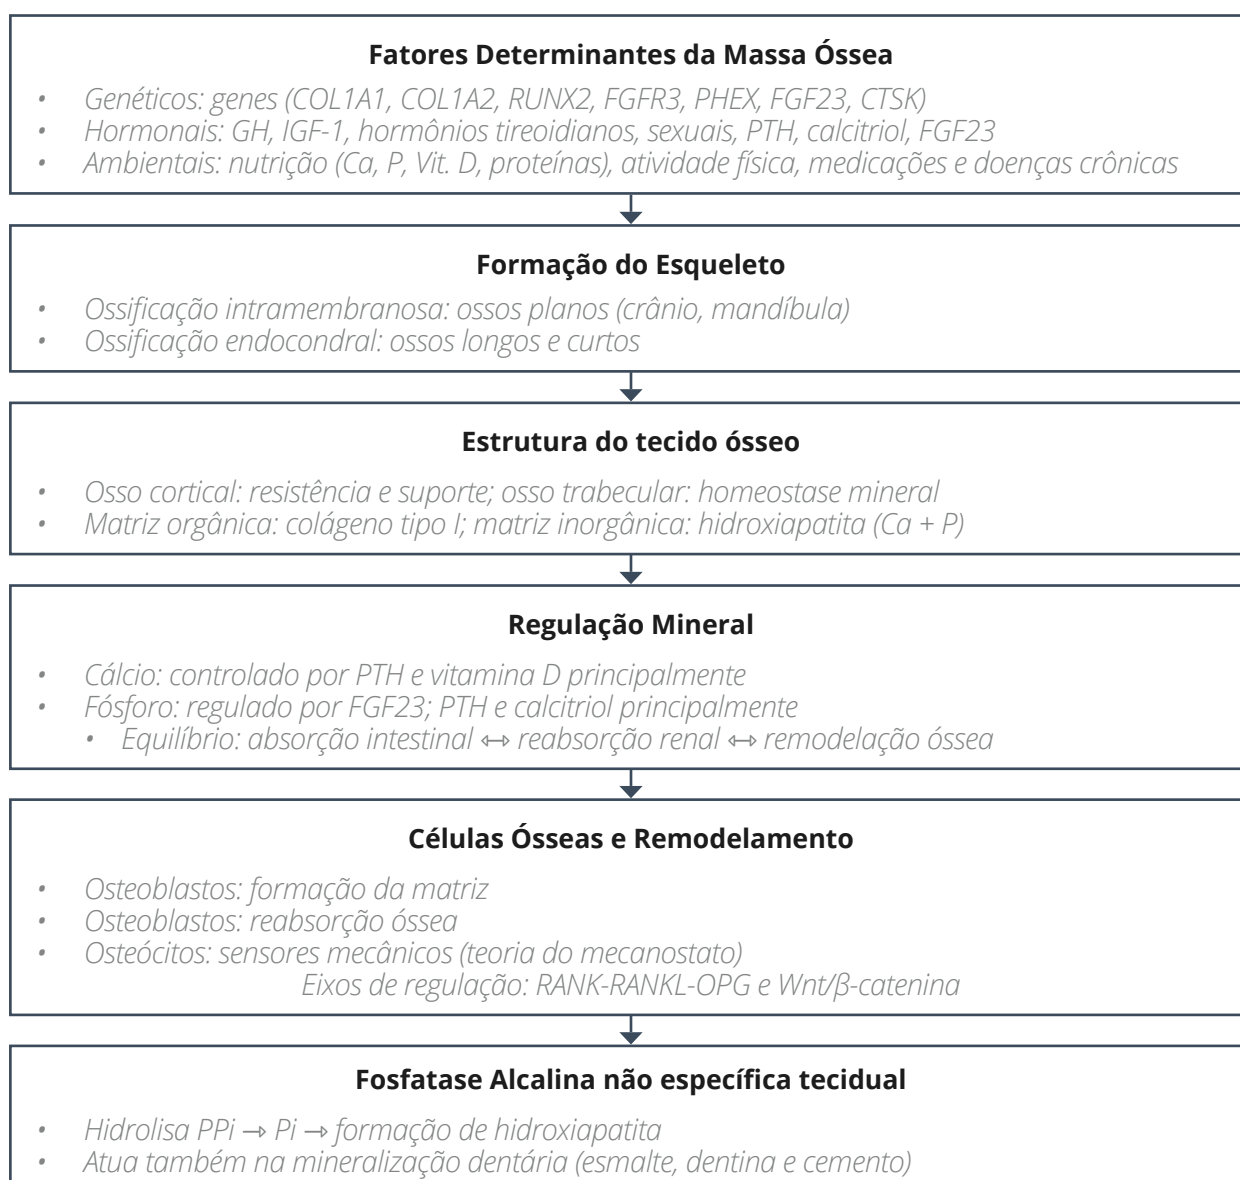 Fatores Determinantes da Massa Óssea
• Genéticos: genes (COL1A1, COL1A2, RUNX2, FGFR3, PHEX, FGF23, CTSK)
• Hormonais: GH, IGF-1, hormônios tireoidianos, sexuais, PTH, calcitriol, FGF23
• Ambientais: nutrição (Ca, P, Vit. D, proteínas), atividade física, medicações e doenças crônicas
Formação do Esqueleto
• Ossificação intramembranosa: ossos planos (crânio, mandíbula)
• Ossificação endocondral: ossos longos e curtos
Estrutura do tecido ósseo
• Osso cortical: resistência e suporte; osso trabecular: homeostase mineral
• Matriz orgânica: colágeno tipo I; matriz inorgânica: hidroxiapatita (Ca + P)
Regulação Mineral
• Cálcio: controlado por PTH e vitamina D principalmente
• Fósforo: regulado por FGF23; PTH e calcitriol principalmente
• Equilíbrio: absorção intestinal ⇿ reabsorção renal ⇿ remodelação óssea
Células Ósseas e Remodelamento
• Osteoblastos: formação da matriz
• Osteoblastos: reabsorção óssea
• Osteócitos: sensores mecânicos (teoria do mecanostato)
Eixos de regulação: RANK-RANKL-OPG e Wnt/β-catenina
Fosfatase Alcalina não específica tecidual
• Hidrolisa PPi ⇾ Pi ⇾ formação de hidroxiapatita
• Atua também na mineralização dentária (esmalte, dentina e cemento)